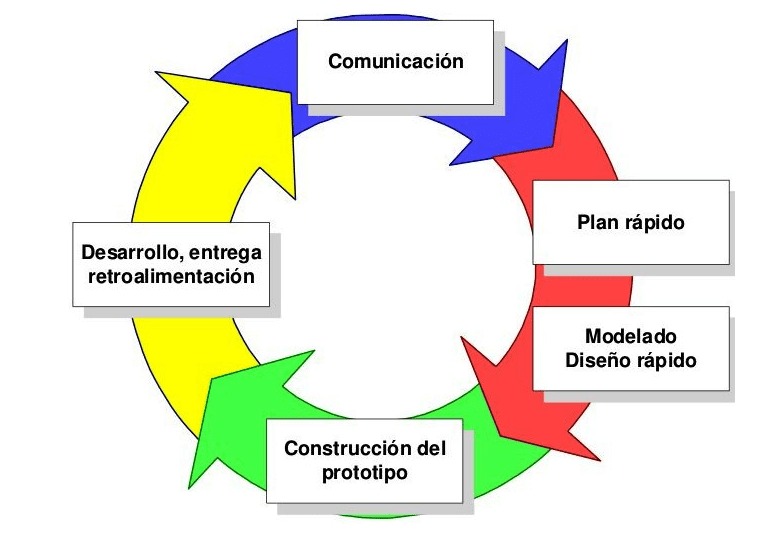 Comunicación
Plan rápido
Modelado
Diseño rápido
Construcción del
prototipo
Desarrollo, entrega
retroalimentación